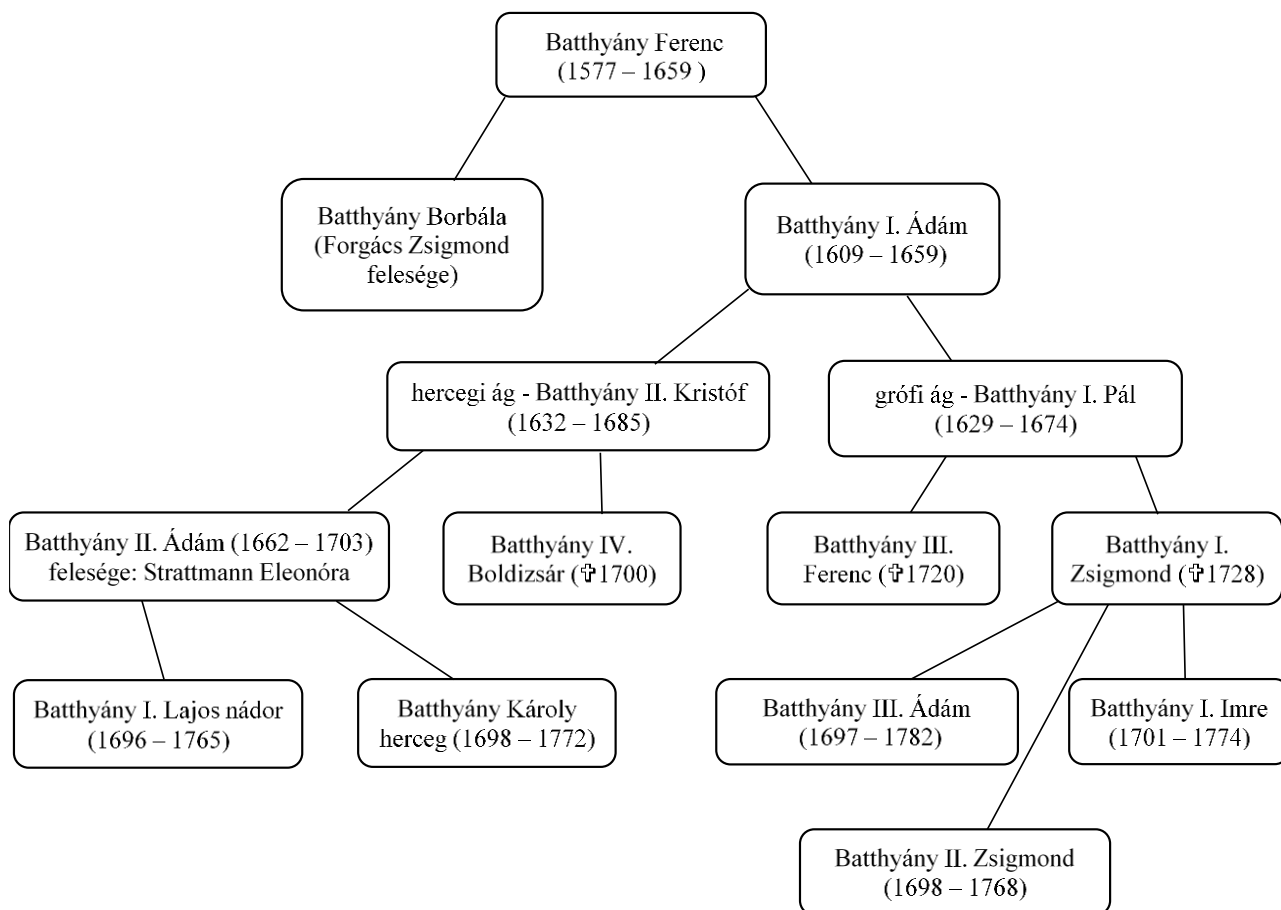 Batthyány Ferenc
(1577 – 1659 )
Batthyány Borbála
(Forgács Zsigmond
felesége)
Batthyány I. Ádám
(1609 – 1659)
hercegi ág - Batthyány II. Kristóf
(1632 – 1685)
grófi ág - Batthyány I. Pál
(1629 – 1674)
Batthyány II. Ádám (1662 – 1703)
felesége: Strattmann Eleonóra
Batthyány IV.
Boldizsár (✞1700)
Batthyány III.
Ferenc (✞1720)
Batthyány I.
Zsigmond (✞1728)
Batthyány I. Lajos nádor
(1696 – 1765)
Batthyány Károly
herceg (1698 – 1772)
Batthyány III. Ádám
(1697 – 1782)
Batthyány I. Imre
(1701 – 1774)
Batthyány II. Zsigmond
(1698 – 1768)